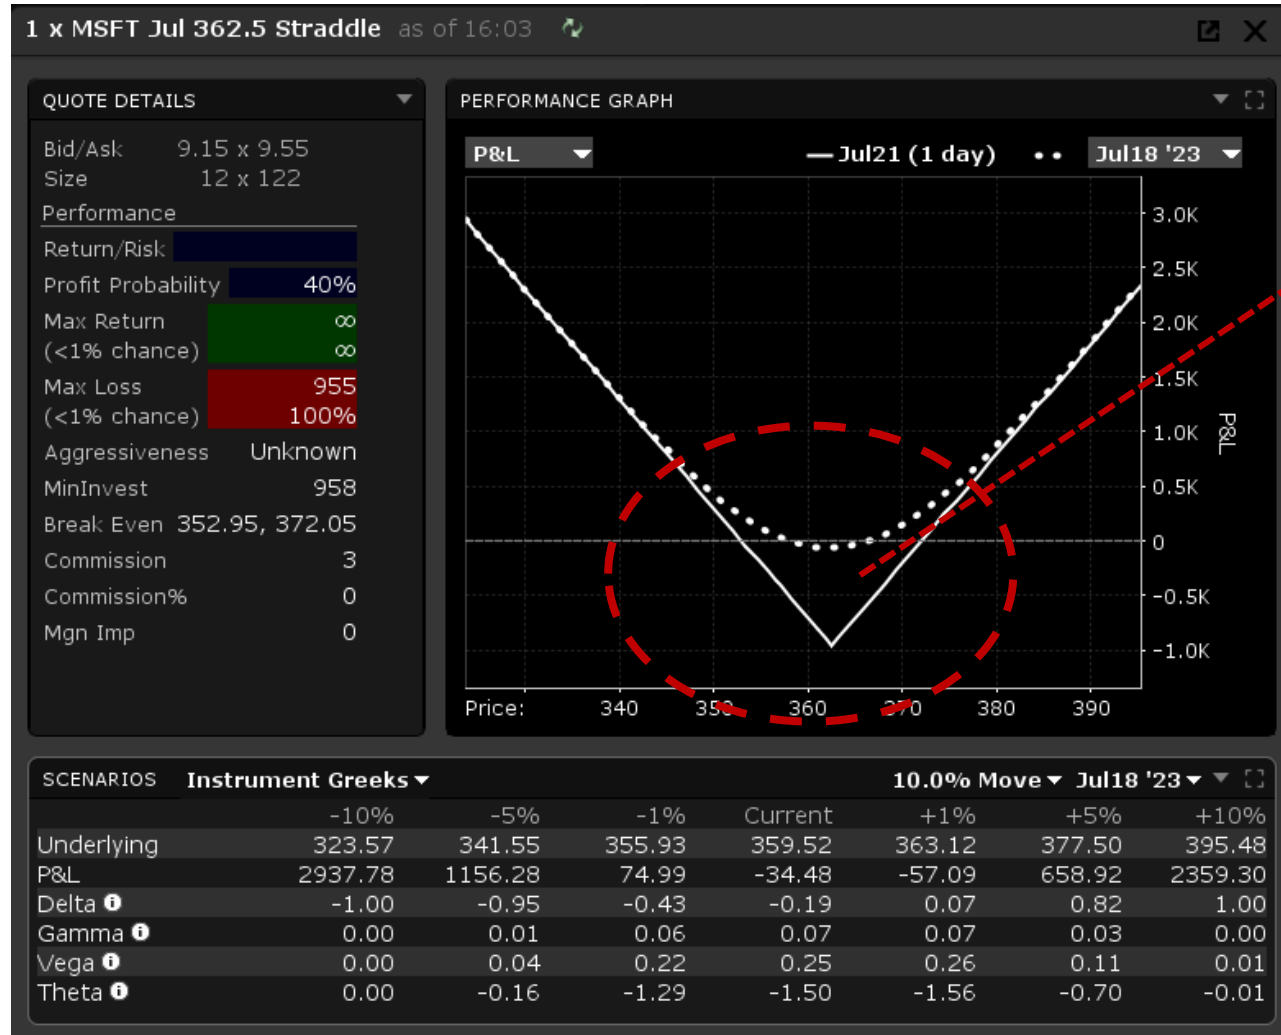 1 x MSFT Jul 362.5 Straddle as of 16:03
QUOTE DETAILS
Bid/Ask 9.15 x 9.55
Size 12 x 122
Performance
Return/Risk
Profit Probability 40%
Max Return ∞
(<1% chance) ∞
Max Loss 955
(<1% chance) 100%
Aggressiveness Unknown
MinInvest 958
Break Even 352.95, 372.05
Commission 3
Commission% 0
Mgn Imp 0
PERFORMANCE GRAPH
P&L Jul21 (1 day) Jul18 '23
3.0K
2.5K
2.0K
1.5K
1.0K
0.5K
0
-0.5K
-1.0K
P&L
Price: 340 350 360 370 380 390
SCENARIOS Instrument Greeks 10.0% Move Jul18 '23
-10% -5% -1% Current +1% +5% +10%
Underlying 323.57 341.55 355.93 359.52 363.12 377.50 395.48
P&L 2937.78 1156.28 74.99 -34.48 -57.09 658.92 2359.30
Delta -1.00 -0.95 -0.43 -0.19 0.07 0.82 1.00
Gamma 0.00 0.01 0.06 0.07 0.07 0.03 0.00
Vega 0.00 0.04 0.22 0.25 0.26 0.11 0.01
Theta 0.00 -0.16 -1.29 -1.50 -1.56 -0.70 -0.01